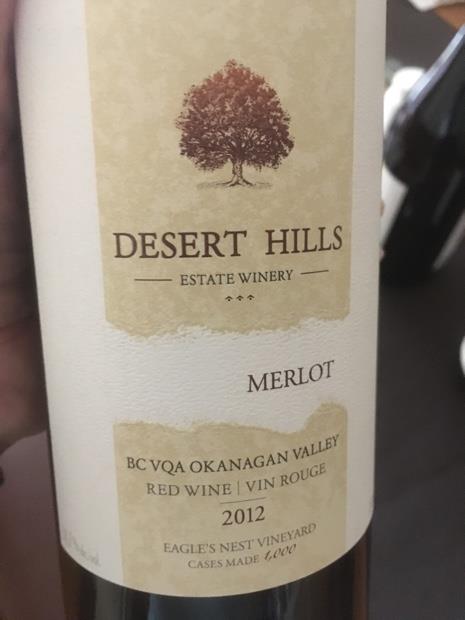 DESERT HILLS
ESTATE WINERY
MERLOT
BC VQA OKANAGAN VALLEY
RED WINE | VIN ROUGE
2012
EAGLE'S NEST VINEYARD
CASES MADE 1,000